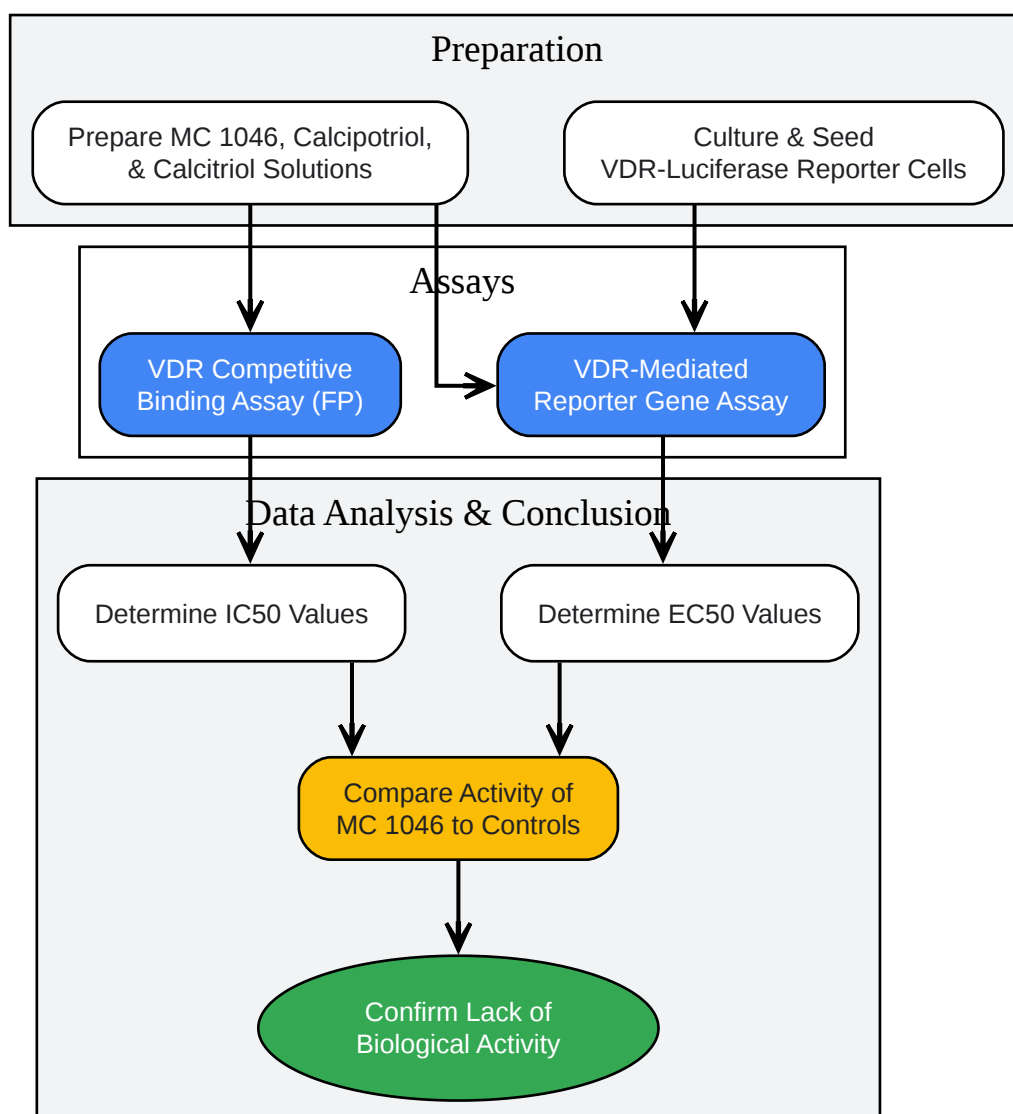 Preparation
Prepare MC 1046, Calcipotriol,
& Calcitriol Solutions
Culture & Seed
VDR-Luciferase Reporter Cells
Assays
VDR Competitive
Binding Assay (FP)
VDR-Mediated
Reporter Gene Assay
Data Analysis & Conclusion
Determine IC50 Values
Determine EC50 Values
Compare Activity of
MC 1046 to Controls
Confirm Lack of
Biological Activity